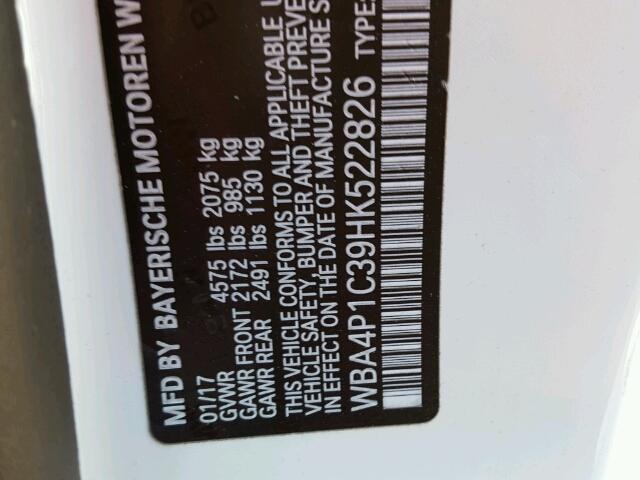 MFD BY BAYERISCHE MOTOREN W
01/17
GVWR 4575 lbs 2075 kg
GAWR FRONT 2172 lbs 985 kg
GAWR REAR 2491 lbs 1130 kg
THIS VEHICLE CONFORMS TO ALL APPLICABLE U
VEHICLE SAFETY, BUMPER AND THEFT PREVE
IN EFFECT ON THE DATE OF MANUFACTURE S
WBA4P1C39HK522826 TYPE: